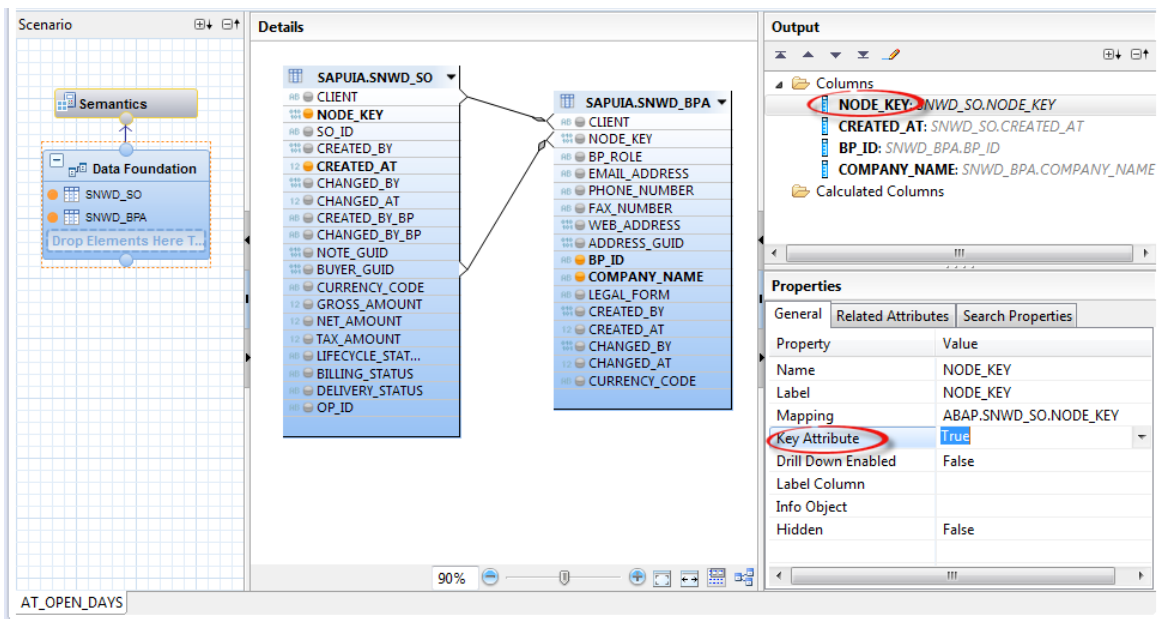 Scenario
Semantics
Data Foundation
SNWD_SO
SNWD_BPA
Drop Elements Here T...
Details
SAPUIA.SNWD_SO
CLIENT
NODE_KEY
SO_ID
CREATED_BY
CREATED_AT
CHANGED_BY
CHANGED_AT
CREATED_BY_BP
CHANGED_BY_BP
NOTE_GUID
BUYER_GUID
CURRENCY_CODE
GROSS_AMOUNT
NET_AMOUNT
TAX_AMOUNT
LIFECYCLE_STAT...
BILLING_STATUS
DELIVERY_STATUS
OP_ID
SAPUIA.SNWD_BPA
CLIENT
NODE_KEY
BP_ROLE
EMAIL_ADDRESS
PHONE_NUMBER
FAX_NUMBER
WEB_ADDRESS
ADDRESS_GUID
BP_ID
COMPANY_NAME
LEGAL_FORM
CREATED_BY
CREATED_AT
CHANGED_BY
CHANGED_AT
CURRENCY_CODE
90%
Output
Columns
NODE_KEY: SNWD_SO.NODE_KEY
CREATED_AT: SNWD_SO.CREATED_AT
BP_ID: SNWD_BPA.BP_ID
COMPANY_NAME: SNWD_BPA.COMPANY_NAME
Calculated Columns
Properties
General Related Attributes Search Properties
Property Value
Name NODE_KEY
Label NODE_KEY
Mapping ABAP.SNWD_SO.NODE_KEY
Key Attribute True
Drill Down Enabled False
Label Column
Info Object
Hidden False
AT_OPEN_DAYS